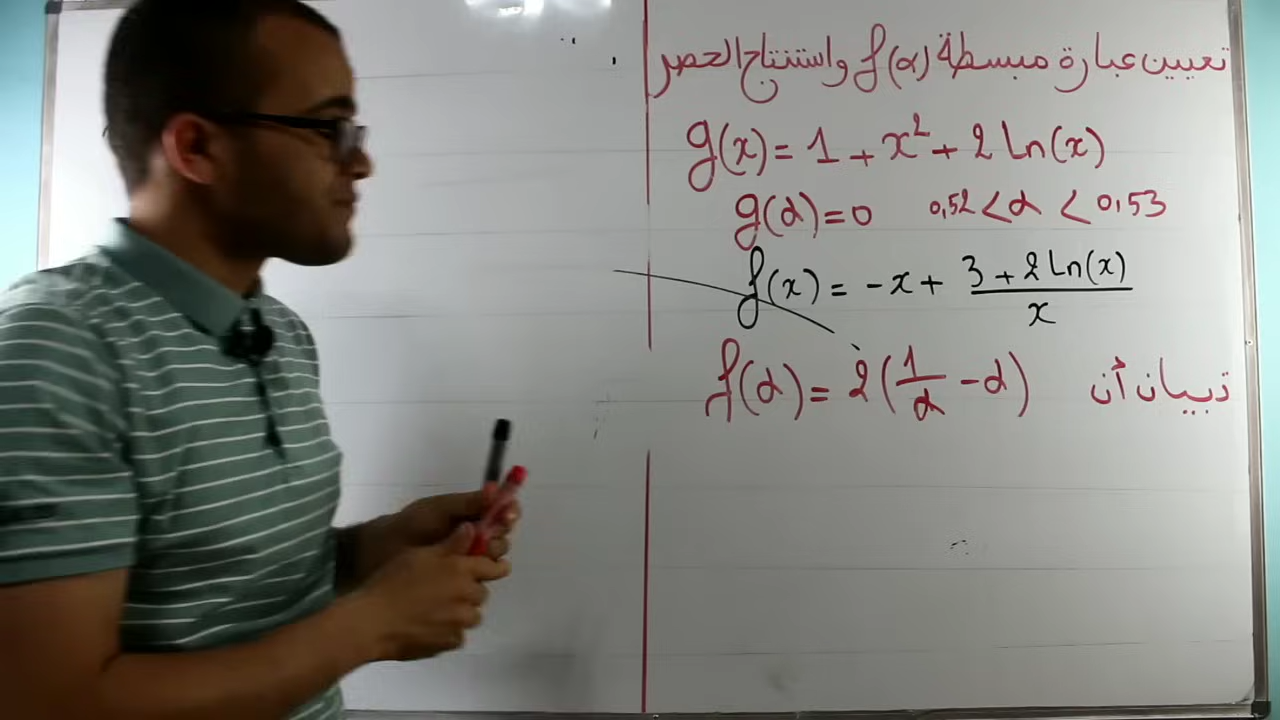 تعيين عبارة مبسطة f(α) واستنتاج الحصر
g(x) = 1 + x² + 2 Ln(x)
g(α) = 0 0,52 < α < 0,53
f(x) = -x + (3 + 2 Ln(x))/x
تبيان أن f(α) = 2(1/α - α)